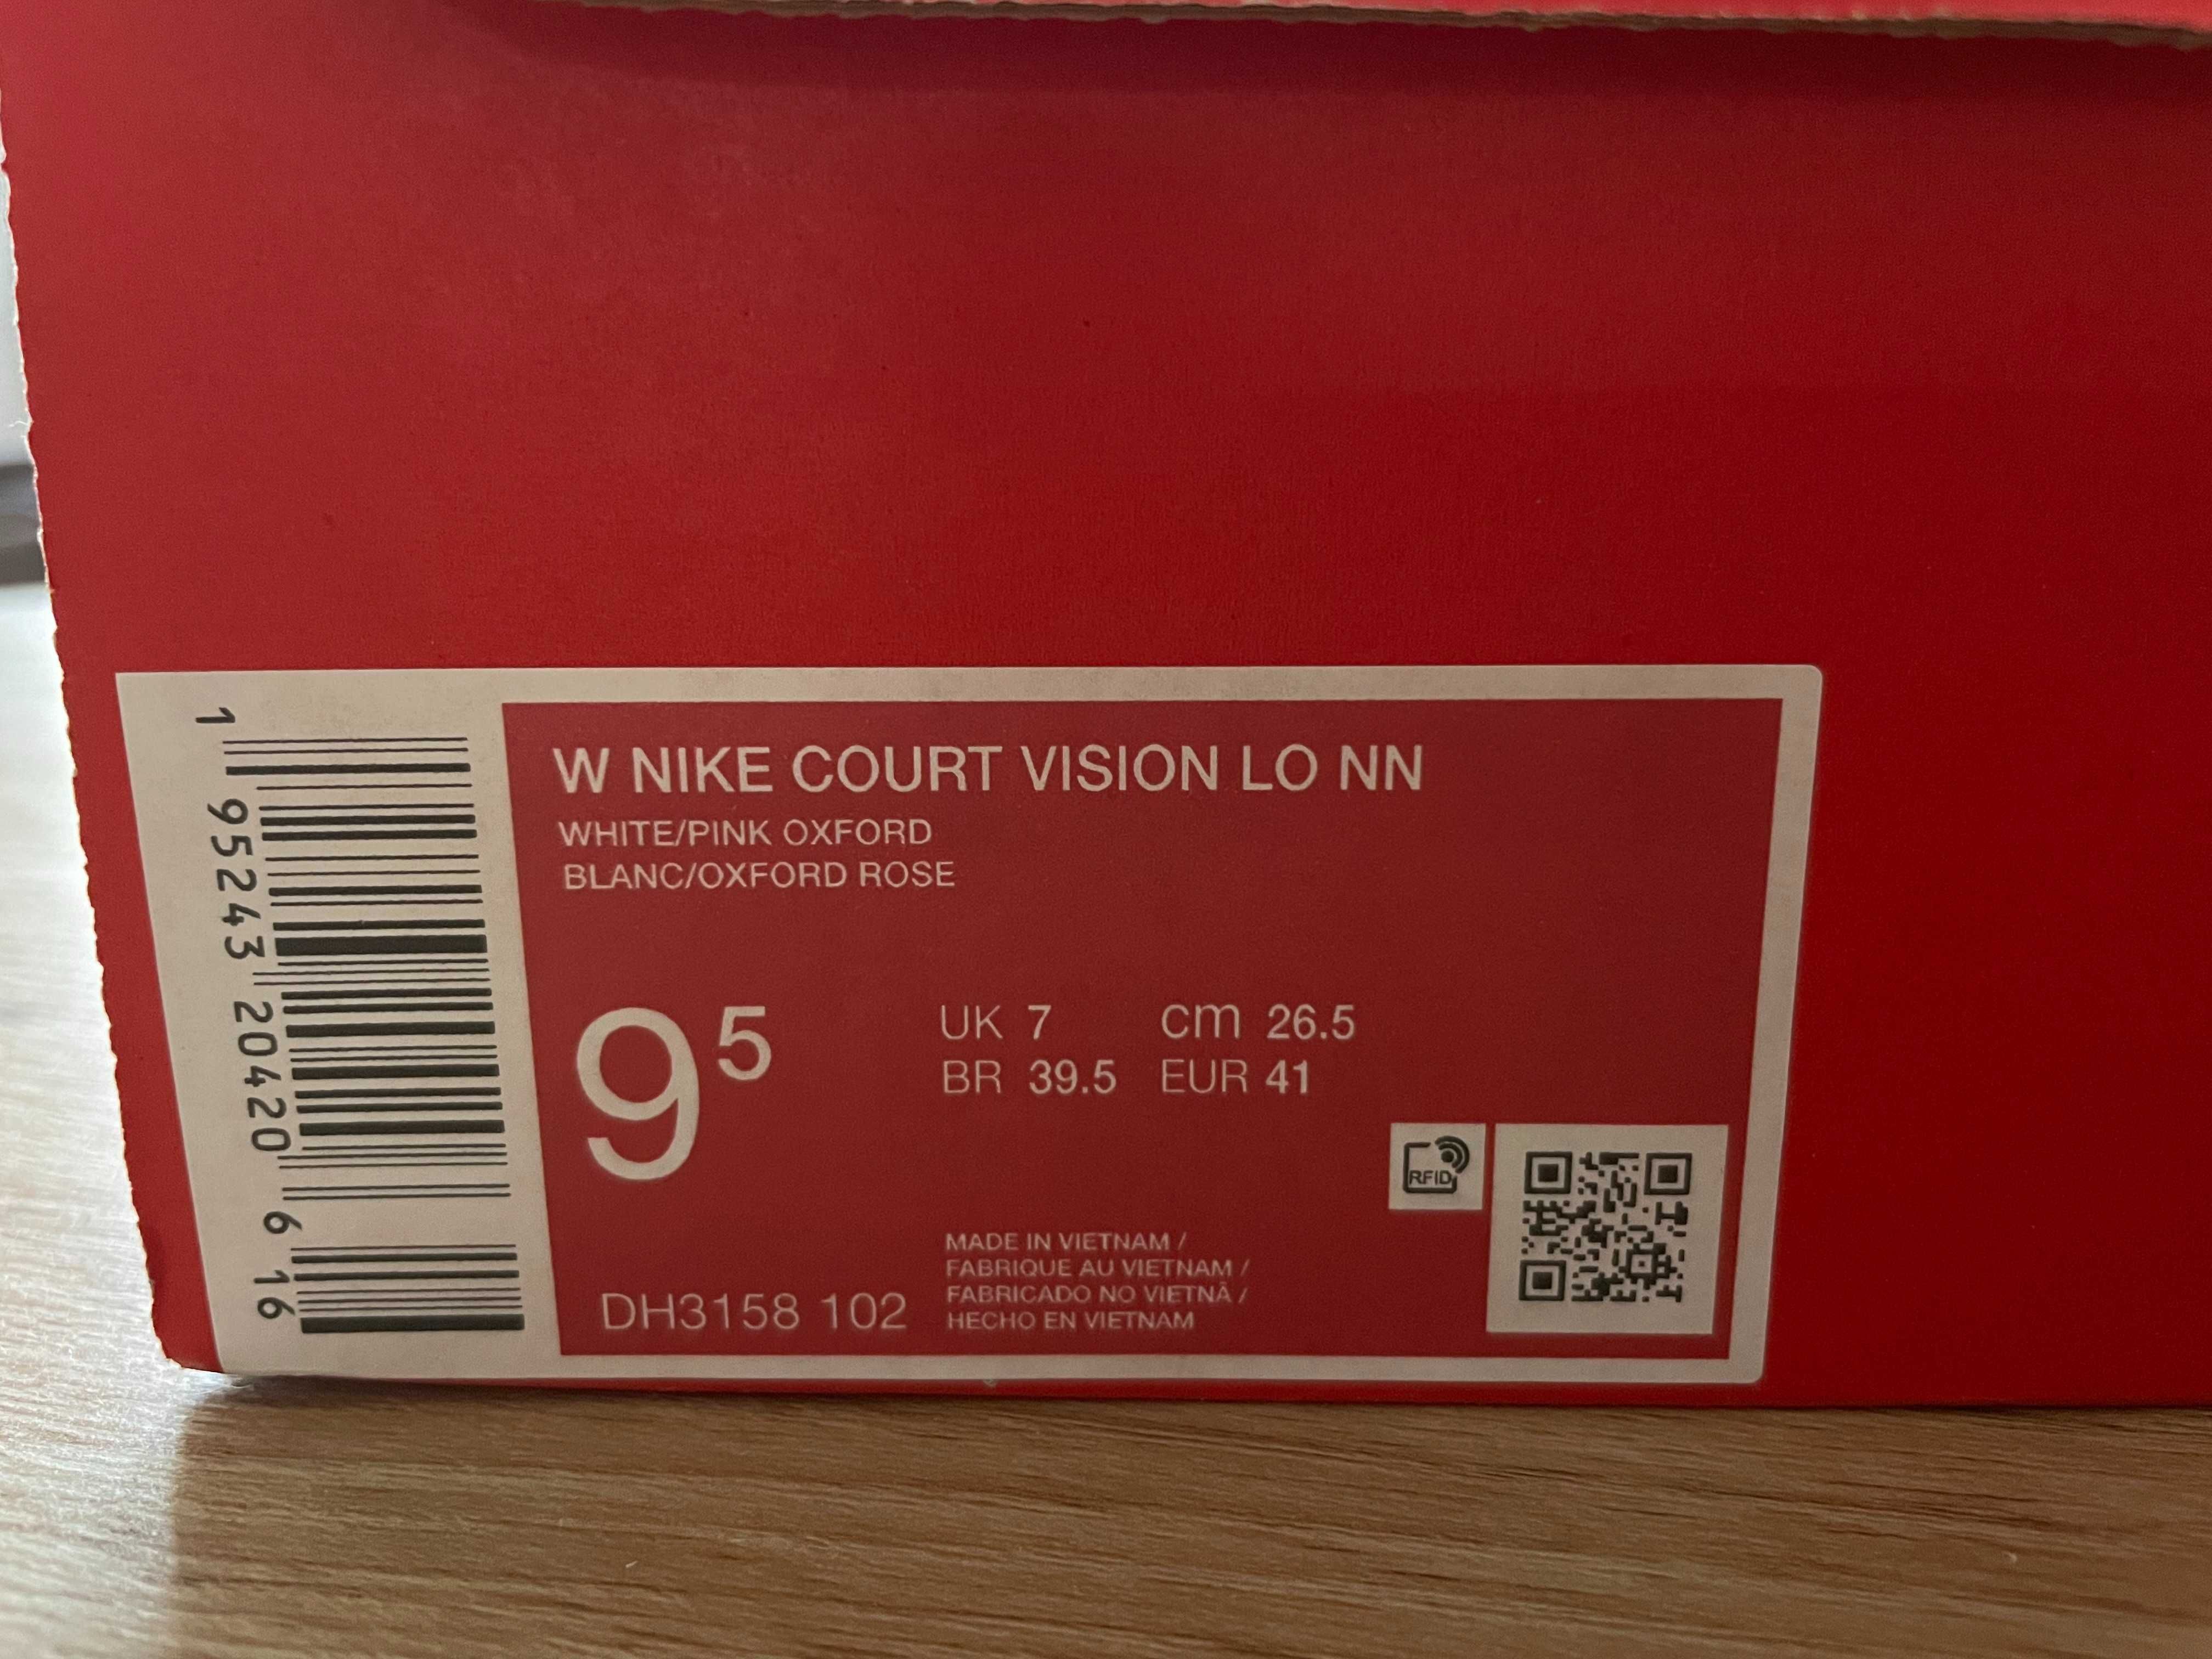 W NIKE COURT VISION LO NN
WHITE/PINK OXFORD
BLANC/OXFORD ROSE
9 5
UK 7 cm 26.5
BR 39.5 EUR 41
RFID
MADE IN VIETNAM /
FABRIQUE AU VIETNAM /
FABRICADO NO VIETNÃ /
HECHO EN VIETNAM
DH3158 102
1 95243 20420 6 16